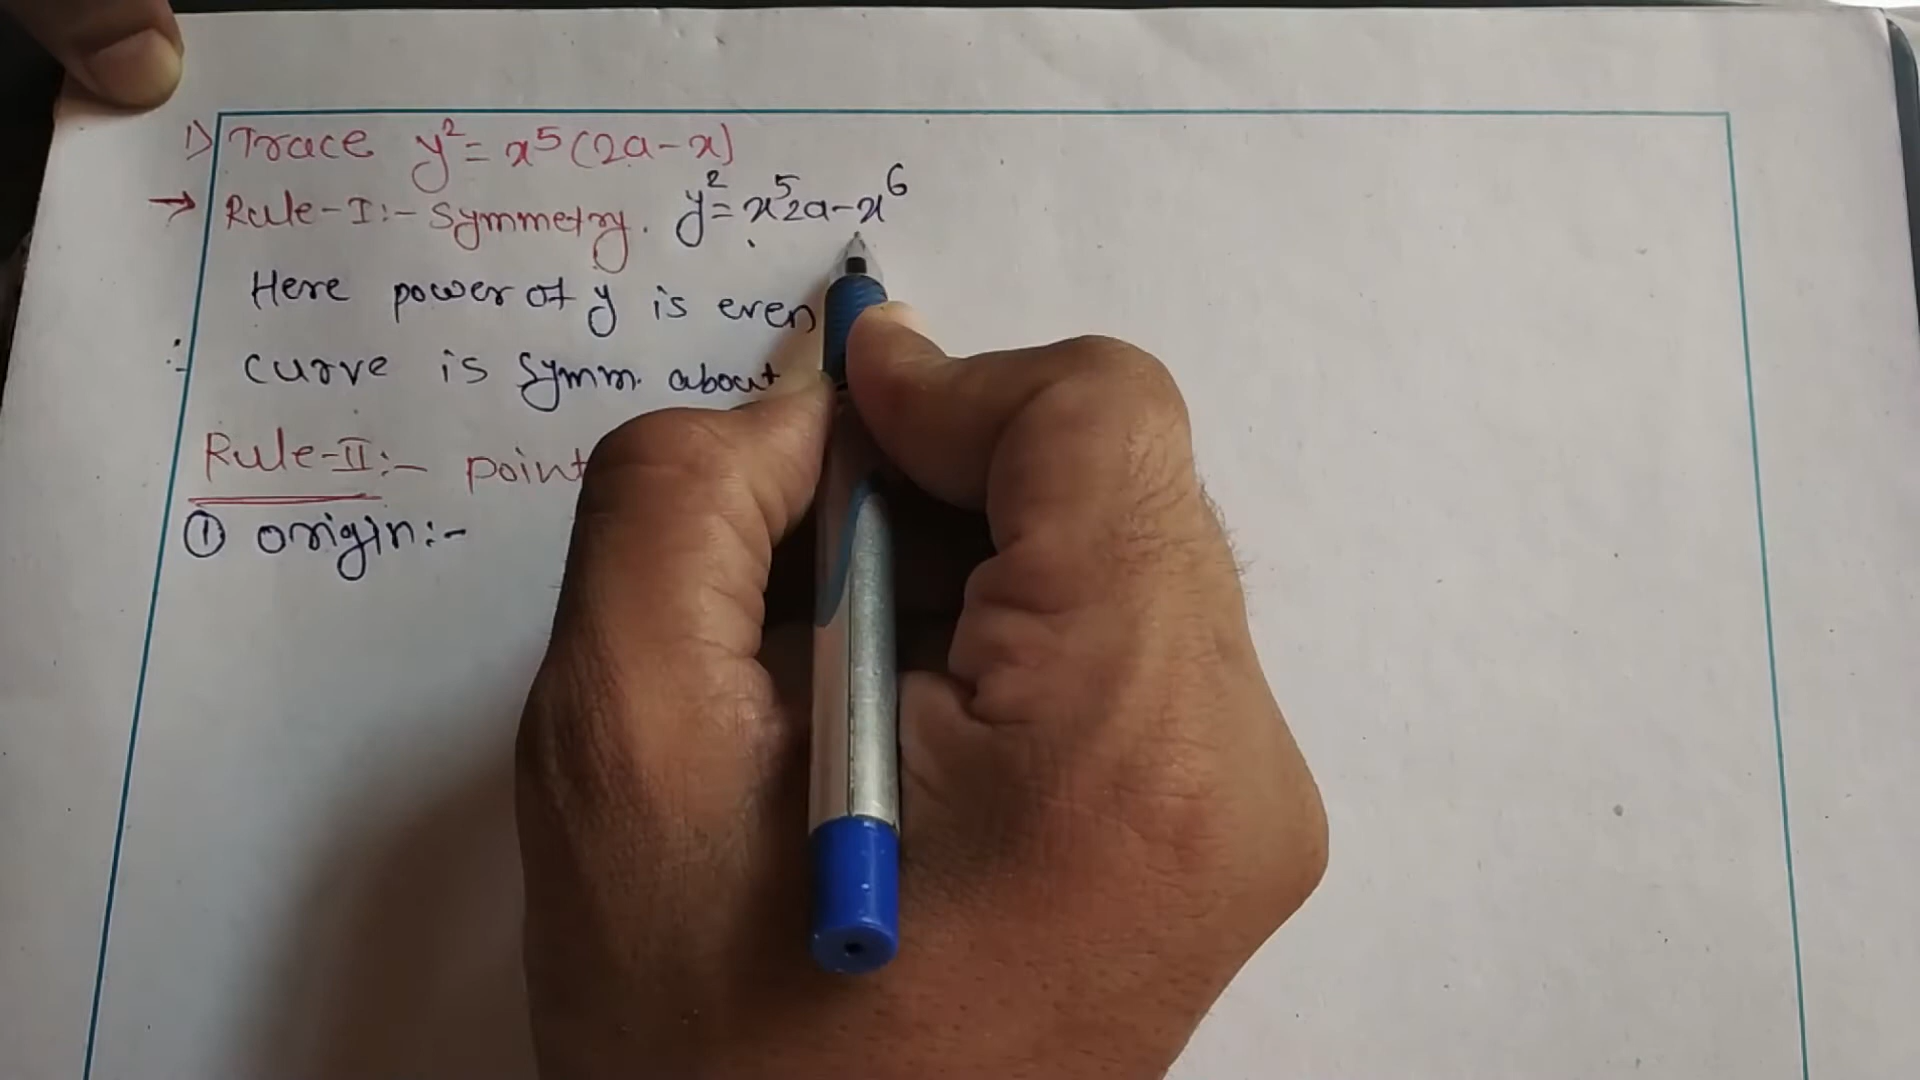 1) Trace y² = x⁵(2a-x)
→ Rule-I:- Symmetry. y² = x⁵2a-x⁶
Here power of y is even
∴ curve is symm. about
Rule-II:- point
① origin:-